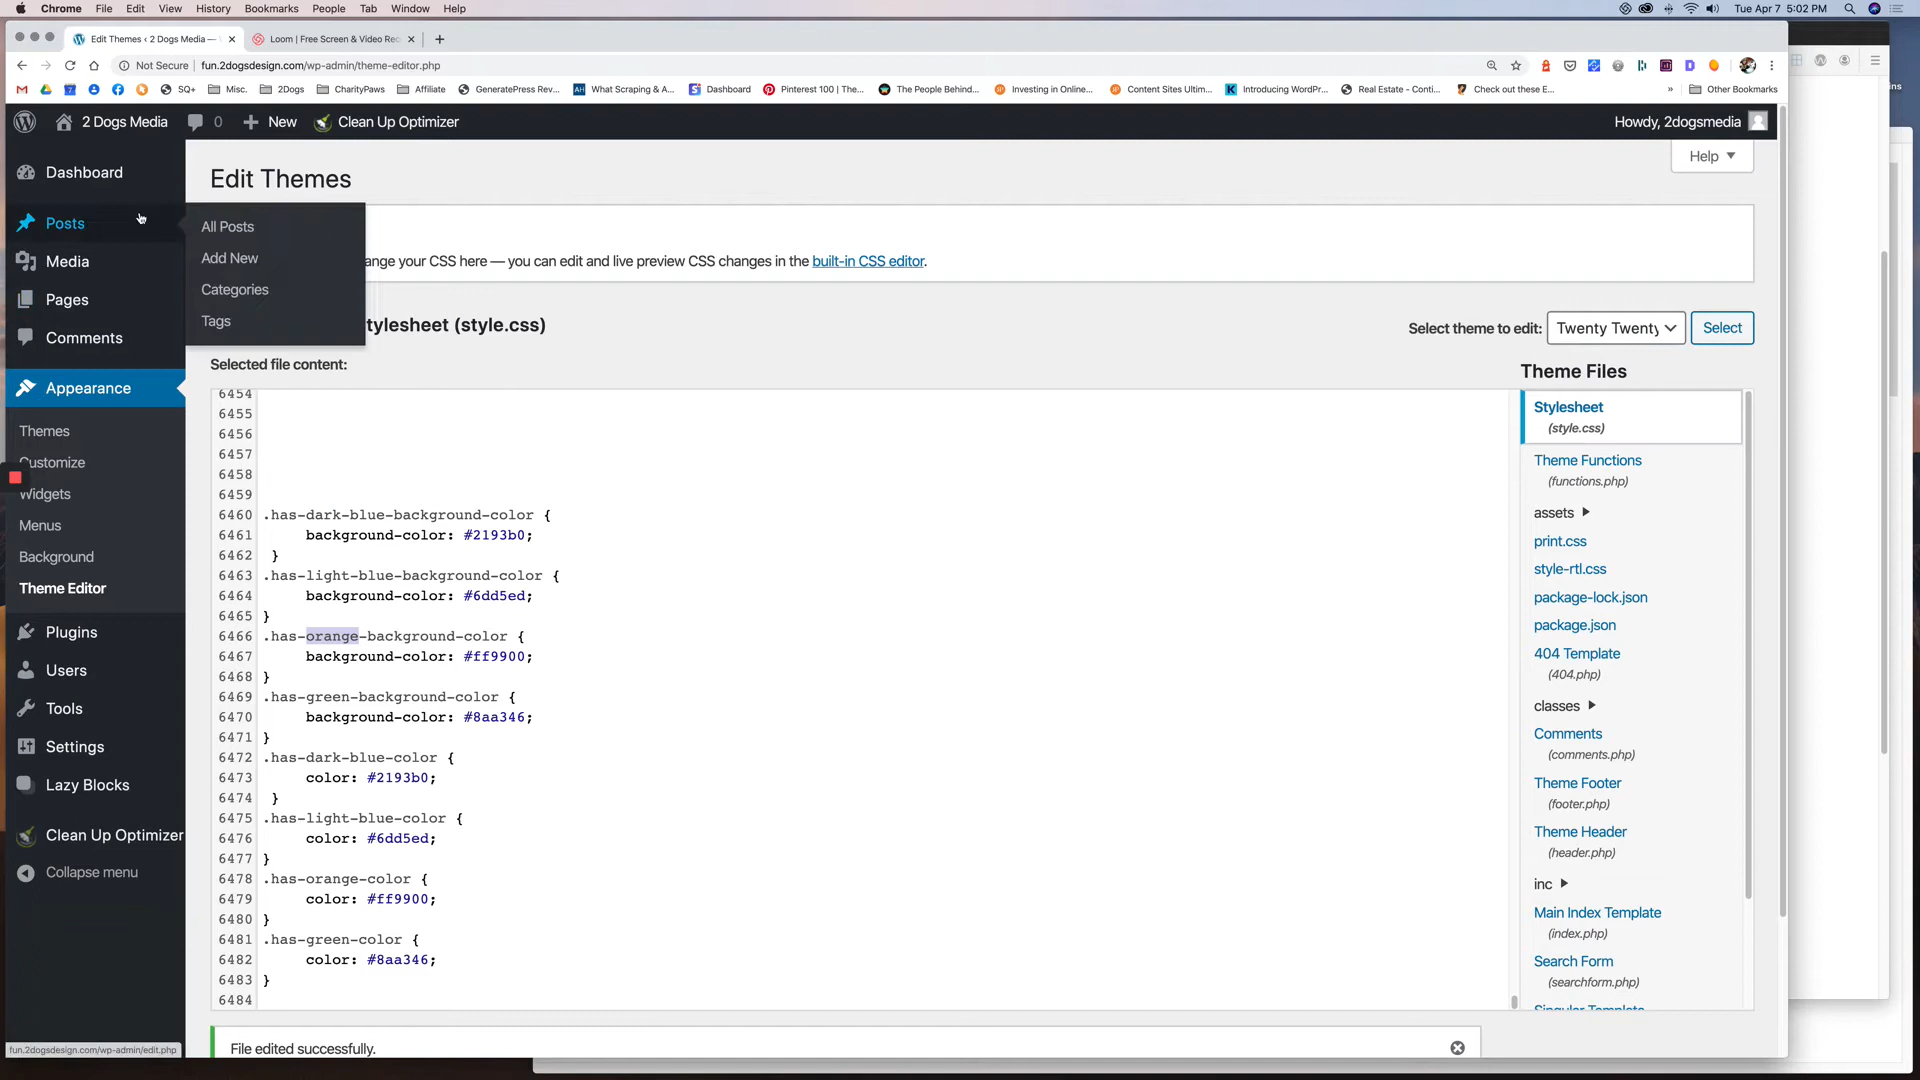 Chrome File Edit View History Bookmarks People Tab Window Help Tue Apr 7 5:02 PM
Edit Themes ‹ 2 Dogs Media — Loom | Free Screen & Video Rec
Not Secure fun.2dogsdesign.com/wp-admin/theme-editor.php
SQ+ Misc. 2Dogs CharityPaws Affiliate GeneratePress Rev... What Scraping & A... Dashboard Pinterest 100 | The... The People Behind... Investing in Online... Content Sites Ultim... Introducing WordPr... Real Estate - Conti... Check out these E... » Other Bookmarks
2 Dogs Media 0 New Clean Up Optimizer Howdy, 2dogsmedia
Help
Dashboard
Posts
Media
Pages
Comments
Appearance
Themes
Customize
Widgets
Menus
Background
Theme Editor
Plugins
Users
Tools
Settings
Lazy Blocks
Clean Up Optimizer
Collapse menu
All Posts
Add New
Categories
Tags
Edit Themes
ange your CSS here — you can edit and live preview CSS changes in the built-in CSS editor.
tylesheet (style.css)
Select theme to edit: Twenty Twenty Select
Selected file content:
6454
6455
6456
6457
6458
6459
6460 .has-dark-blue-background-color {
6461 background-color: #2193b0;
6462 }
6463 .has-light-blue-background-color {
6464 background-color: #6dd5ed;
6465 }
6466 .has-orange-background-color {
6467 background-color: #ff9900;
6468 }
6469 .has-green-background-color {
6470 background-color: #8aa346;
6471 }
6472 .has-dark-blue-color {
6473 color: #2193b0;
6474 }
6475 .has-light-blue-color {
6476 color: #6dd5ed;
6477 }
6478 .has-orange-color {
6479 color: #ff9900;
6480 }
6481 .has-green-color {
6482 color: #8aa346;
6483 }
6484
Theme Files
Stylesheet
(style.css)
Theme Functions
(functions.php)
assets
print.css
style-rtl.css
package-lock.json
package.json
404 Template
(404.php)
classes
Comments
(comments.php)
Theme Footer
(footer.php)
Theme Header
(header.php)
inc
Main Index Template
(index.php)
Search Form
(searchform.php)
Singular Template
File edited successfully.
fun.2dogsdesign.com/wp-admin/edit.php